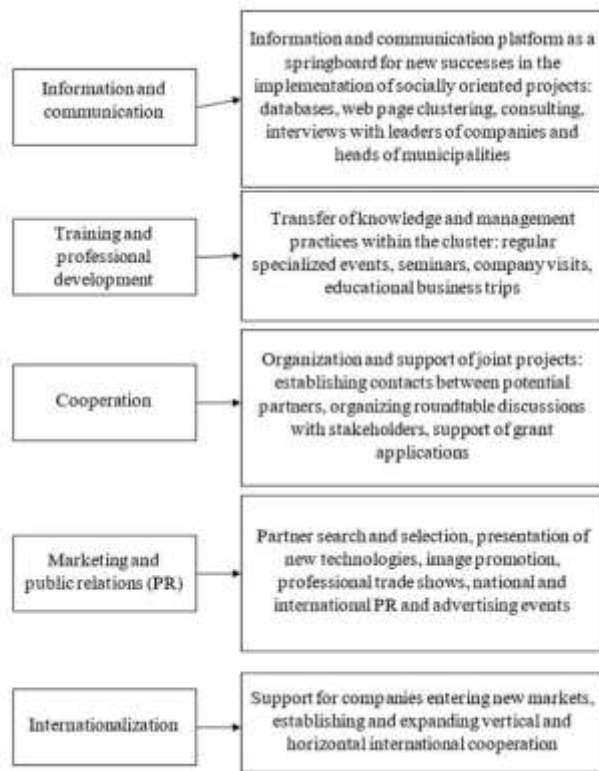 Information and
communication
Information and communication platform as a
springboard for new successes in the
implementation of socially oriented projects:
databases, web page clustering, consulting,
interviews with leaders of companies and
heads of municipalities
Training and
professional
development
Transfer of knowledge and management
practices within the cluster: regular
specialized events, seminars, company visits,
educational business trips
Cooperation
Organization and support of joint projects:
establishing contacts between potential
partners, organizing roundtable discussions
with stakeholders, support of grant
applications
Marketing and
public relations (PR)
Partner search and selection, presentation of
new technologies, image promotion,
professional trade shows, national and
international PR and advertising events
Internationalization
Support for companies entering new markets,
establishing and expanding vertical and
horizontal international cooperation